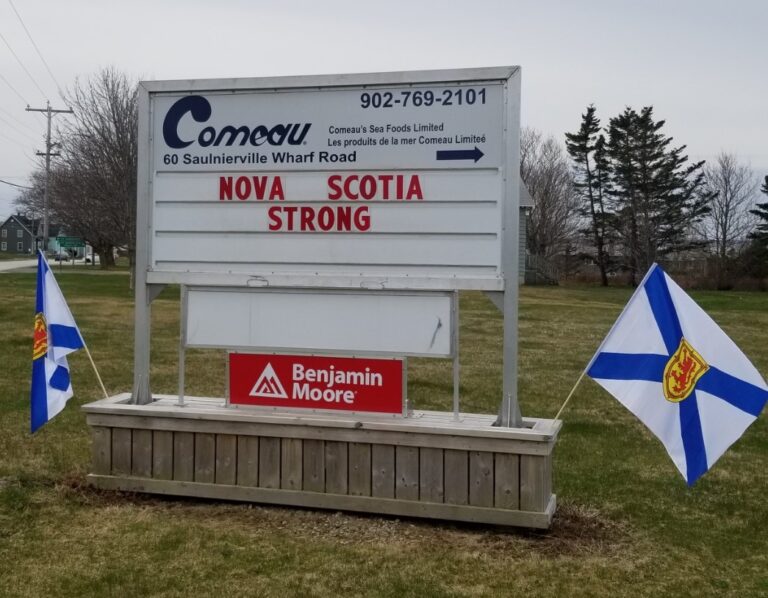 902-769-2101
Comeau
Comeau's Sea Foods Limited
Les produits de la mer Comeau Limiteé
60 Saulnierville Wharf Road
NOVA SCOTIA
STRONG
Benjamin
Moore